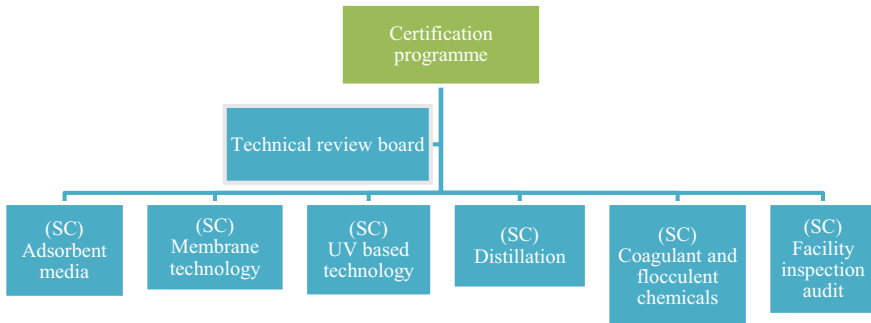 Certification
programme
Technical review board
(SC)
Adsorbent
media
(SC)
Membrane
technology
(SC)
UV based
technology
(SC)
Distillation
(SC)
Coagulant and
flocculent
chemicals
(SC)
Facility
inspection
audit